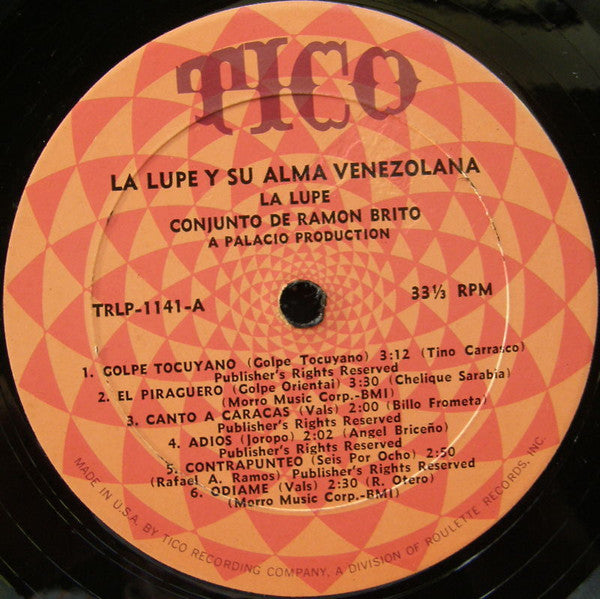 TICO
LA LUPE Y SU ALMA VENEZOLANA
LA LUPE
CONJUNTO DE RAMON BRITO
A PALACIO PRODUCTION
TRLP-1141-A
33⅓ RPM
1. GOLPE TOCUYANO (Golpe Tocuyano) 3:12 (Tino Carrasco)
Publisher's Rights Reserved
2. EL PIRAGUERO (Golpe Oriental) 3:30 (Chelique Sarabia)
(Morro Music Corp.-BMI)
3. CANTO A CARACAS (Vals) 2:00 (Billo Frometa)
Publisher's Rights Reserved
4. ADIOS (Joropo) 2:02 (Angel Briceño)
Publisher's Rights Reserved
5. CONTRAPUNTEO (Seis Por Ocho) 2:50
(Rafael A. Ramos) Publisher's Rights Reserved
6. ODIAME (Vals) 2:30 (R. Otero)
(Morro Music Corp.-BMI)
MADE IN U.S.A. BY TICO RECORDING COMPANY, A DIVISION OF ROULETTE RECORDS, INC.